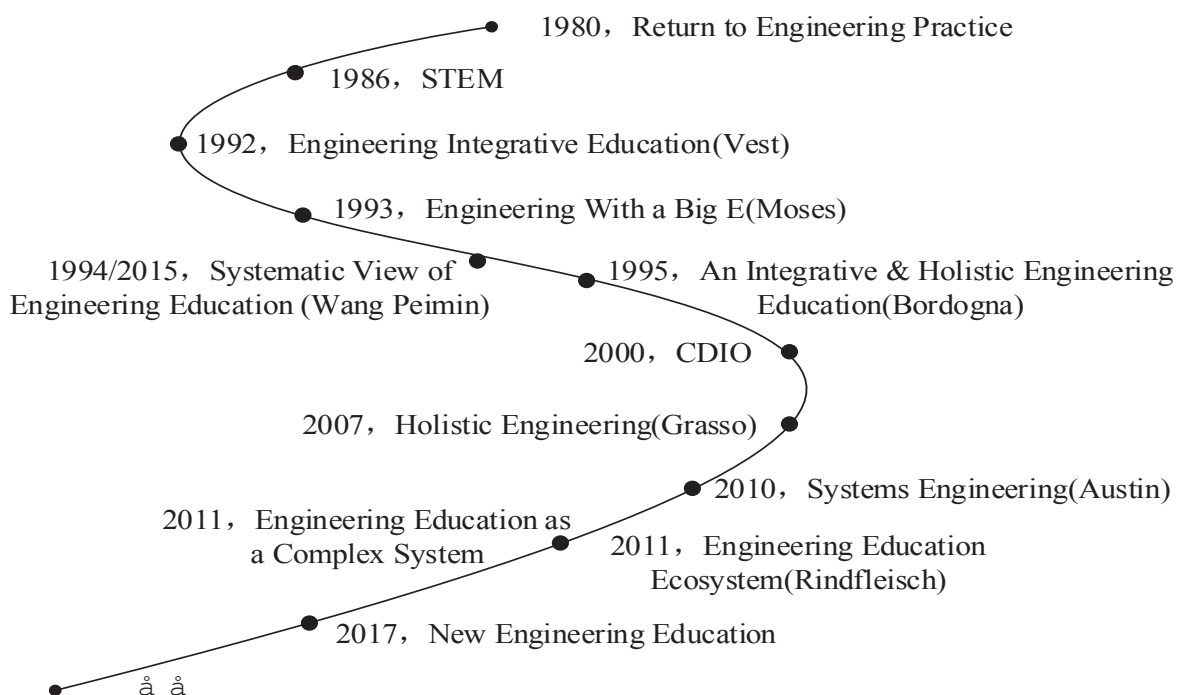 1980，Return to Engineering Practice
1986，STEM
1992，Engineering Integrative Education(Vest)
1993，Engineering With a Big E(Moses)
1994/2015，Systematic View of
Engineering Education (Wang Peimin)
1995，An Integrative & Holistic Engineering
Education(Bordogna)
2000，CDIO
2007，Holistic Engineering(Grasso)
2010，Systems Engineering(Austin)
2011，Engineering Education as
a Complex System
2011，Engineering Education
Ecosystem(Rindfleisch)
2017，New Engineering Education
å å